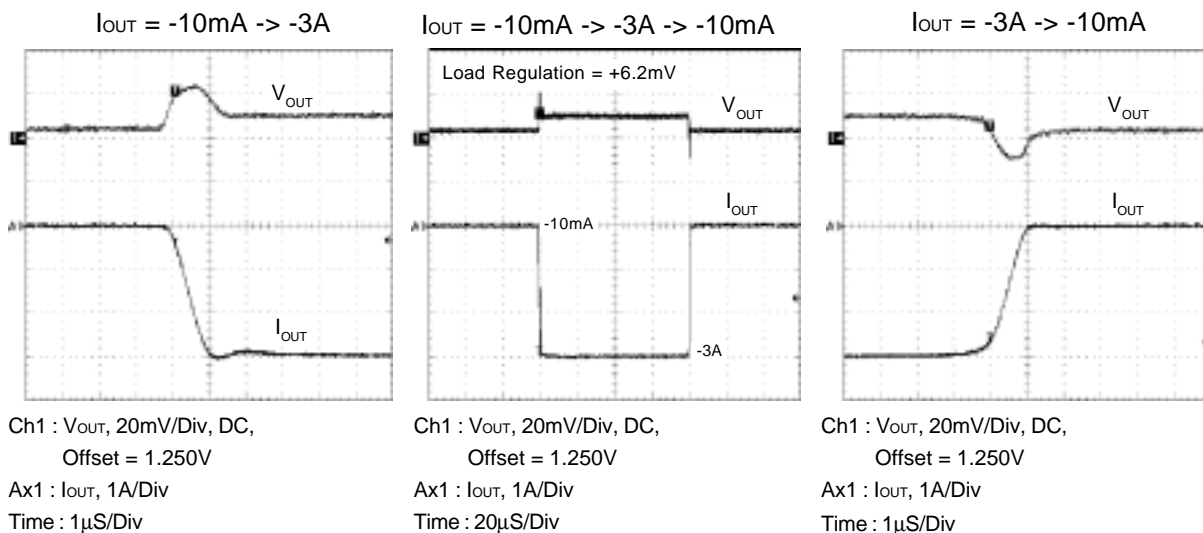 IOUT = -10mA -> -3A
VOUT
IOUT
Ch1 : VOUT, 20mV/Div, DC,
Offset = 1.250V
Ax1 : IOUT, 1A/Div
Time : 1µS/Div
IOUT = -10mA -> -3A -> -10mA
Load Regulation = +6.2mV
VOUT
IOUT
-10mA
-3A
Ch1 : VOUT, 20mV/Div, DC,
Offset = 1.250V
Ax1 : IOUT, 1A/Div
Time : 20µS/Div
IOUT = -3A -> -10mA
VOUT
IOUT
Ch1 : VOUT, 20mV/Div, DC,
Offset = 1.250V
Ax1 : IOUT, 1A/Div
Time : 1µS/Div